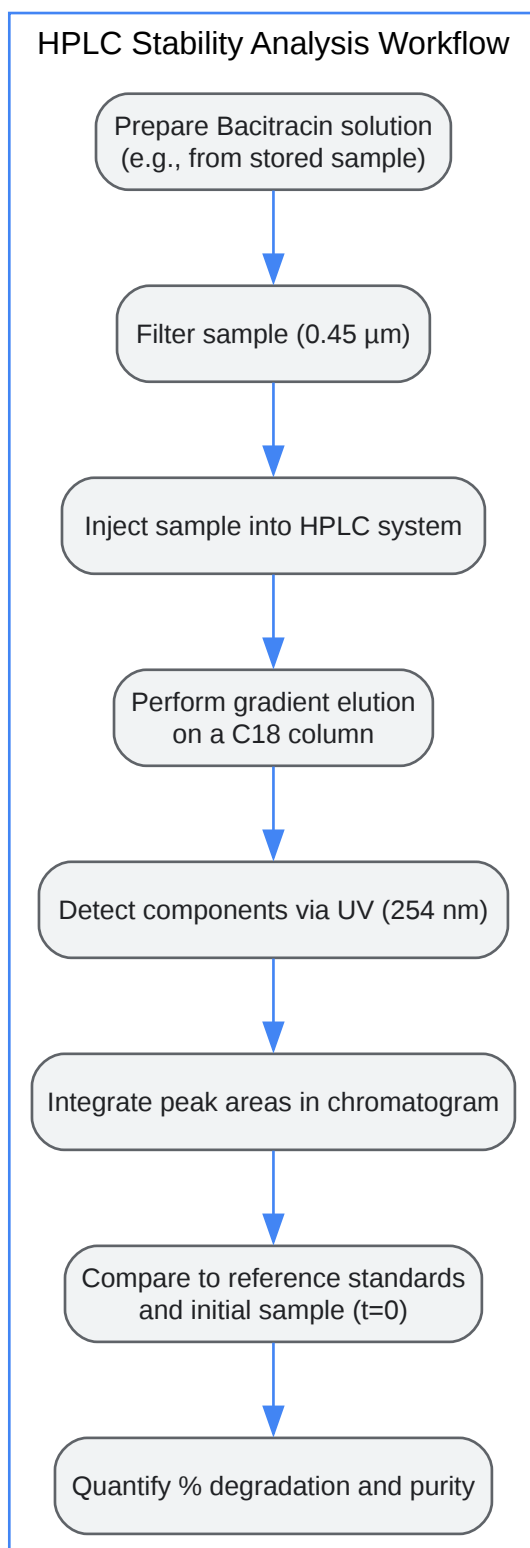 HPLC Stability Analysis Workflow
Prepare Bacitracin solution
(e.g., from stored sample)
Filter sample (0.45 µm)
Inject sample into HPLC system
Perform gradient elution
on a C18 column
Detect components via UV (254 nm)
Integrate peak areas in chromatogram
Compare to reference standards
and initial sample (t=0)
Quantify % degradation and purity